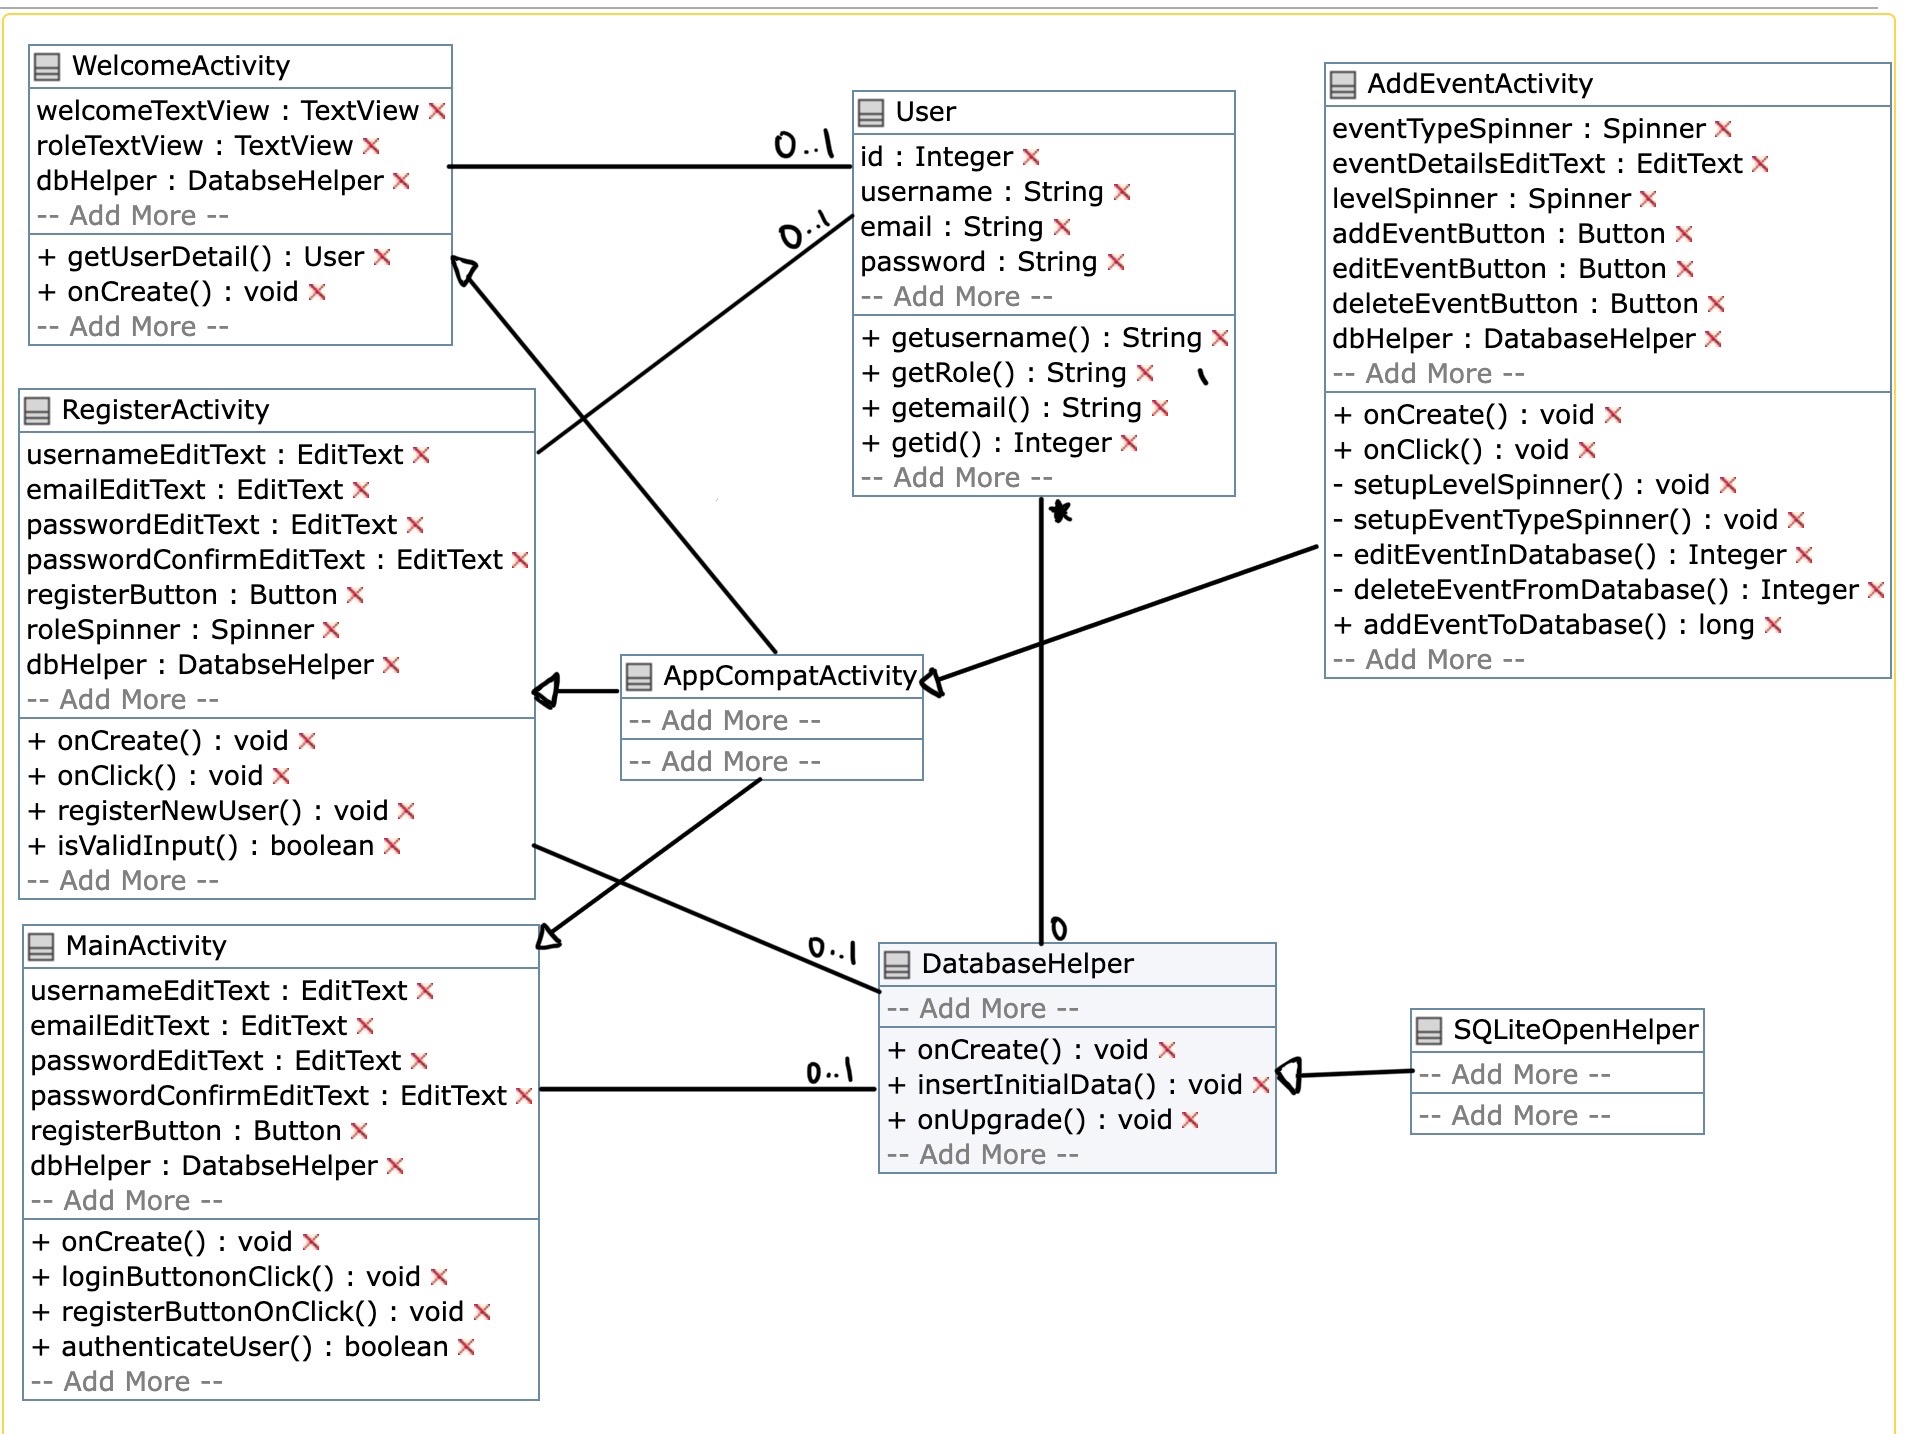 WelcomeActivity
welcomeTextView : TextView
roleTextView : TextView
dbHelper : DatabseHelper
-- Add More --
+ getUserDetail() : User
+ onCreate() : void
-- Add More --
0..1
0..1
User
id : Integer
username : String
email : String
password : String
-- Add More --
+ getusername() : String
+ getRole() : String
+ getemail() : String
+ getid() : Integer
-- Add More --
*
AddEventActivity
eventTypeSpinner : Spinner
eventDetailsEditText : EditText
levelSpinner : Spinner
addEventButton : Button
editEventButton : Button
deleteEventButton : Button
dbHelper : DatabaseHelper
-- Add More --
+ onCreate() : void
+ onClick() : void
- setupLevelSpinner() : void
- setupEventTypeSpinner() : void
- editEventInDatabase() : Integer
- deleteEventFromDatabase() : Integer
+ addEventToDatabase() : long
-- Add More --
RegisterActivity
usernameEditText : EditText
emailEditText : EditText
passwordEditText : EditText
passwordConfirmEditText : EditText
registerButton : Button
roleSpinner : Spinner
dbHelper : DatabseHelper
-- Add More --
+ onCreate() : void
+ onClick() : void
+ registerNewUser() : void
+ isValidInput() : boolean
-- Add More --
AppCompatActivity
-- Add More --
-- Add More --
MainActivity
usernameEditText : EditText
emailEditText : EditText
passwordEditText : EditText
passwordConfirmEditText : EditText
registerButton : Button
dbHelper : DatabseHelper
-- Add More --
+ onCreate() : void
+ loginButtononClick() : void
+ registerButtonOnClick() : void
+ authenticateUser() : boolean
-- Add More --
0..1
0..1
0
DatabaseHelper
-- Add More --
+ onCreate() : void
+ insertInitialData() : void
+ onUpgrade() : void
-- Add More --
SQLiteOpenHelper
-- Add More --
-- Add More --